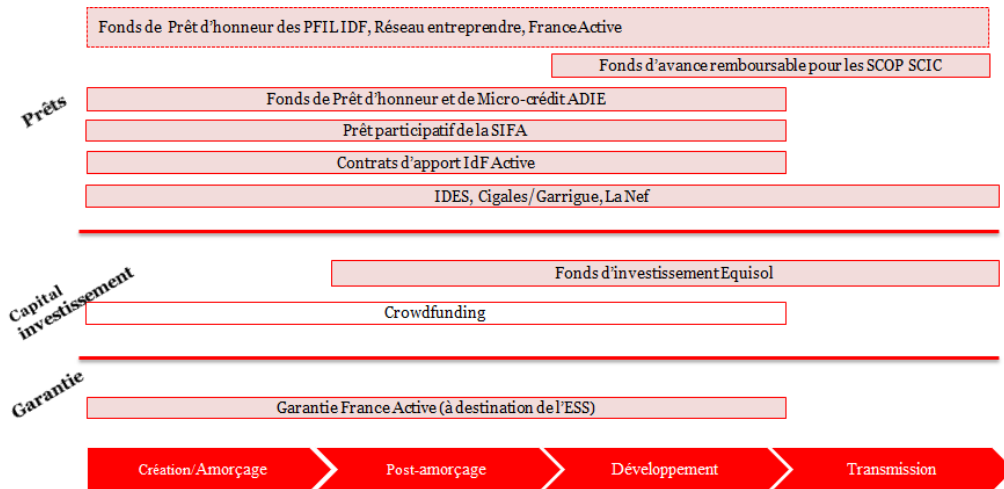 Fonds de Prêt d'honneur des PFIL IDF, Réseau entreprendre, France Active
Fonds d'avance remboursable pour les SCOP SCIC
Prêts
Fonds de Prêt d'honneur et de Micro-crédit ADIE
Prêt participatif de la SIFA
Contrats d'apport IdF Active
IDES, Cigales/Garrigue, La Nef
Capital
investissement
Fonds d'investissement Equisol
Crowdfunding
Garantie
Garantie France Active (à destination de l'ESS)
Création/Amorçage
Post-amorçage
Développement
Transmission